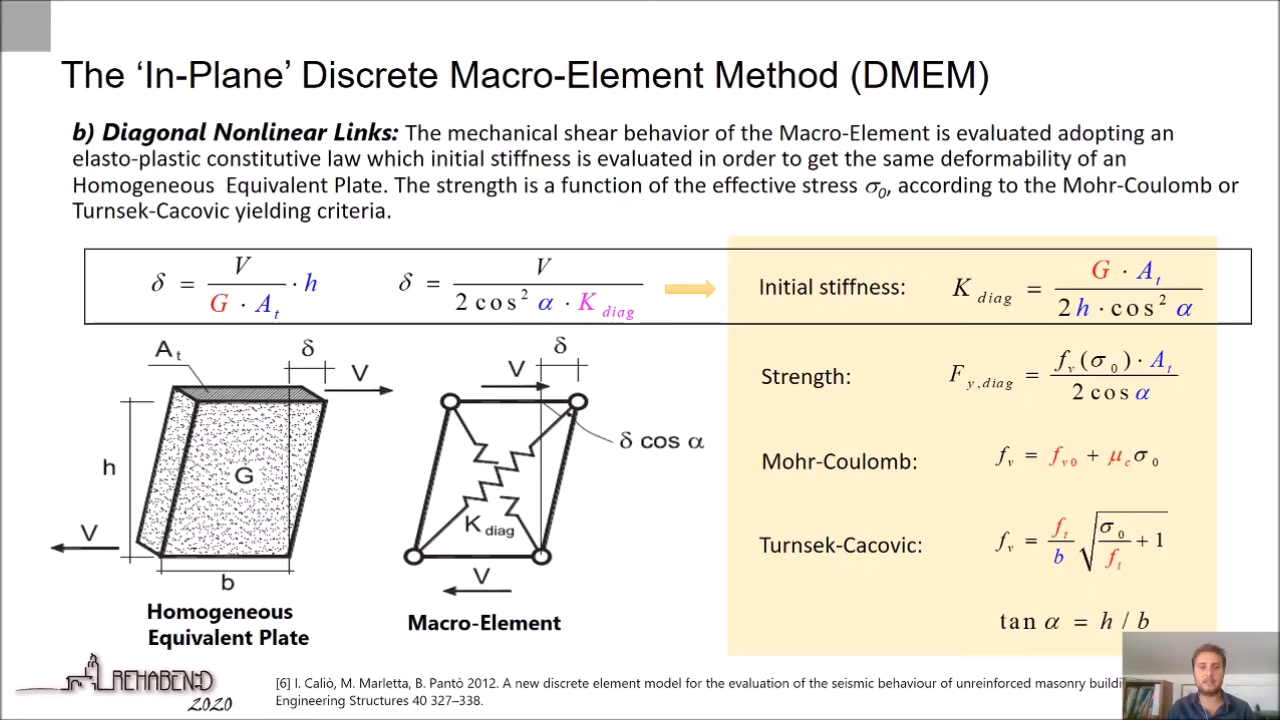 The ‘In-Plane’ Discrete Macro-Element Method (DMEM)
b) Diagonal Nonlinear Links: The mechanical shear behavior of the Macro-Element is evaluated adopting an
elasto-plastic constitutive law which initial stiffness is evaluated in order to get the same deformability of an
Homogeneous Equivalent Plate. The strength is a function of the effective stress σ0, according to the Mohr-Coulomb or
Turnsek-Cacovic yielding criteria.
δ = V / (G · At) · h
δ = V / (2 cos² α · K diag)
Initial stiffness: K diag = G · At / (2 h · cos² α)
Strength: F y,diag = fv (σ0) · At / (2 cos α)
Mohr-Coulomb: fv = fv0 + μc σ0
Turnsek-Cacovic: fv = ft / b √(σ0 / ft + 1)
tan α = h / b
At
δ
V
h
G
V
b
Homogeneous
Equivalent Plate
δ
V
δ cos α
K diag
V
Macro-Element
REHABEND
2020
[6] I. Caliò, M. Marletta, B. Pantò 2012. A new discrete element model for the evaluation of the seismic behaviour of unreinforced masonry
Engineering Structures 40 327–338.